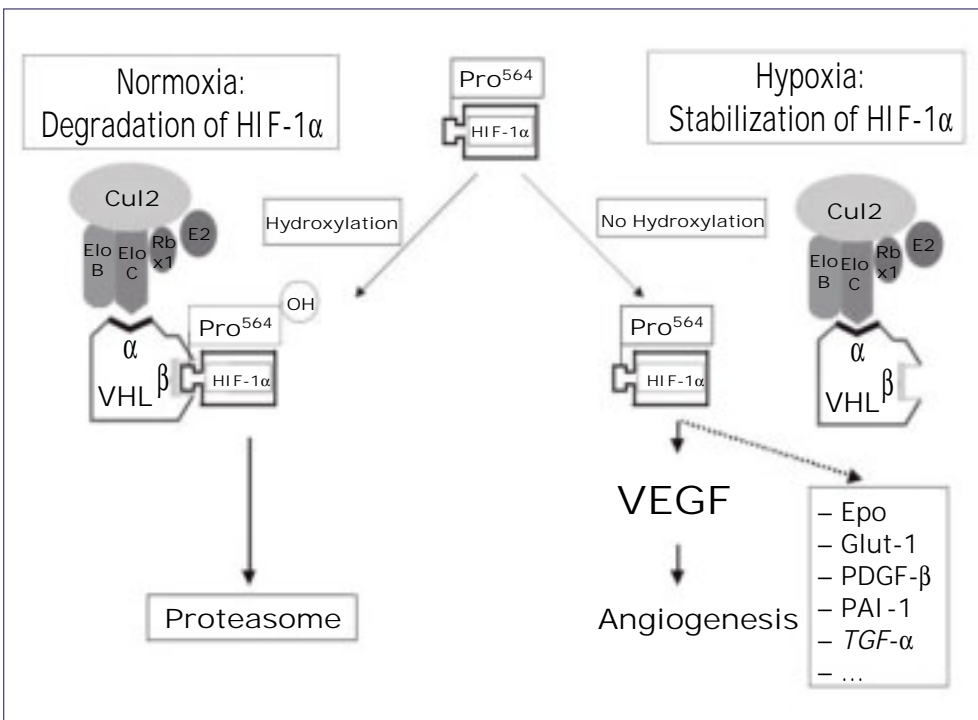 Normoxia:
Degradation of HIF-1α
Pro564
HIF-1α
Hypoxia:
Stabilization of HIF-1α
Cul2
Elo
B
Elo
C
Rb
x1
E2
Hydroxylation
No Hydroxylation
Cul2
Elo
B
Elo
C
Rb
x1
E2
OH
Pro564
α
β
VHL
HIF-1α
Pro564
HIF-1α
α
β
VHL
VEGF
Angiogenesis
– Epo
– Glut-1
– PDGF-β
– PAI-1
– TGF-α
– ...
Proteasome